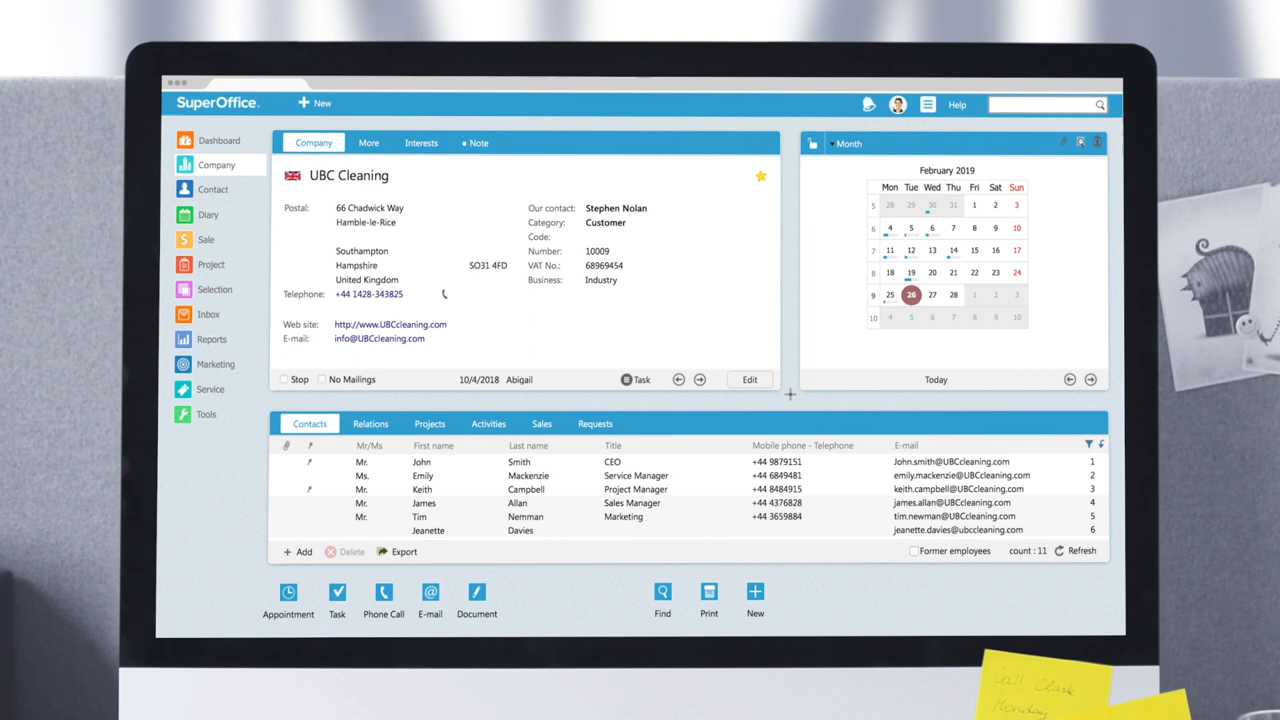 SuperOffice.
New
Help
Dashboard
Company
Contact
Diary
Sale
Project
Selection
Inbox
Reports
Marketing
Service
Tools
Company More Interests Note
UBC Cleaning
Postal: 66 Chadwick Way
Hamble-le-Rice
Southampton
Hampshire SO31 4FD
United Kingdom
Telephone: +44 1428-343825
Web site: http://www.UBCcleaning.com
E-mail: info@UBCcleaning.com
Our contact: Stephen Nolan
Category: Customer
Code:
Number: 10009
VAT No.: 68969454
Business: Industry
Stop No Mailings 10/4/2018 Abigail Task Edit
Month
February 2019
Mon Tue Wed Thu Fri Sat Sun
5 28 29 30 31 1 2 3
6 4 5 6 7 8 9 10
7 11 12 13 14 15 16 17
8 18 19 20 21 22 23 24
9 25 26 27 28 1 2 3
10 4 5 6 7 8 9 10
Today
Contacts Relations Projects Activities Sales Requests
Mr/Ms First name Last name Title Mobile phone - Telephone E-mail
Mr. John Smith CEO +44 9879151 John.smith@UBCcleaning.com 1
Ms. Emily Mackenzie Service Manager +44 6849481 emily.mackenzie@UBCcleaning.com 2
Mr. Keith Campbell Project Manager +44 8484915 keith.campbell@UBCcleaning.com 3
Mr. James Allan Sales Manager +44 4376828 james.allan@UBCcleaning.com 4
Mr. Tim Nemman Marketing +44 3659884 tim.newman@UBCcleaning.com 5
Jeanette Davies jeanette.davies@ubccleaning.com 6
Add Delete Export Former employees count : 11 Refresh
Appointment Task Phone Call E-mail Document Find Print New
Call Clark
Monday